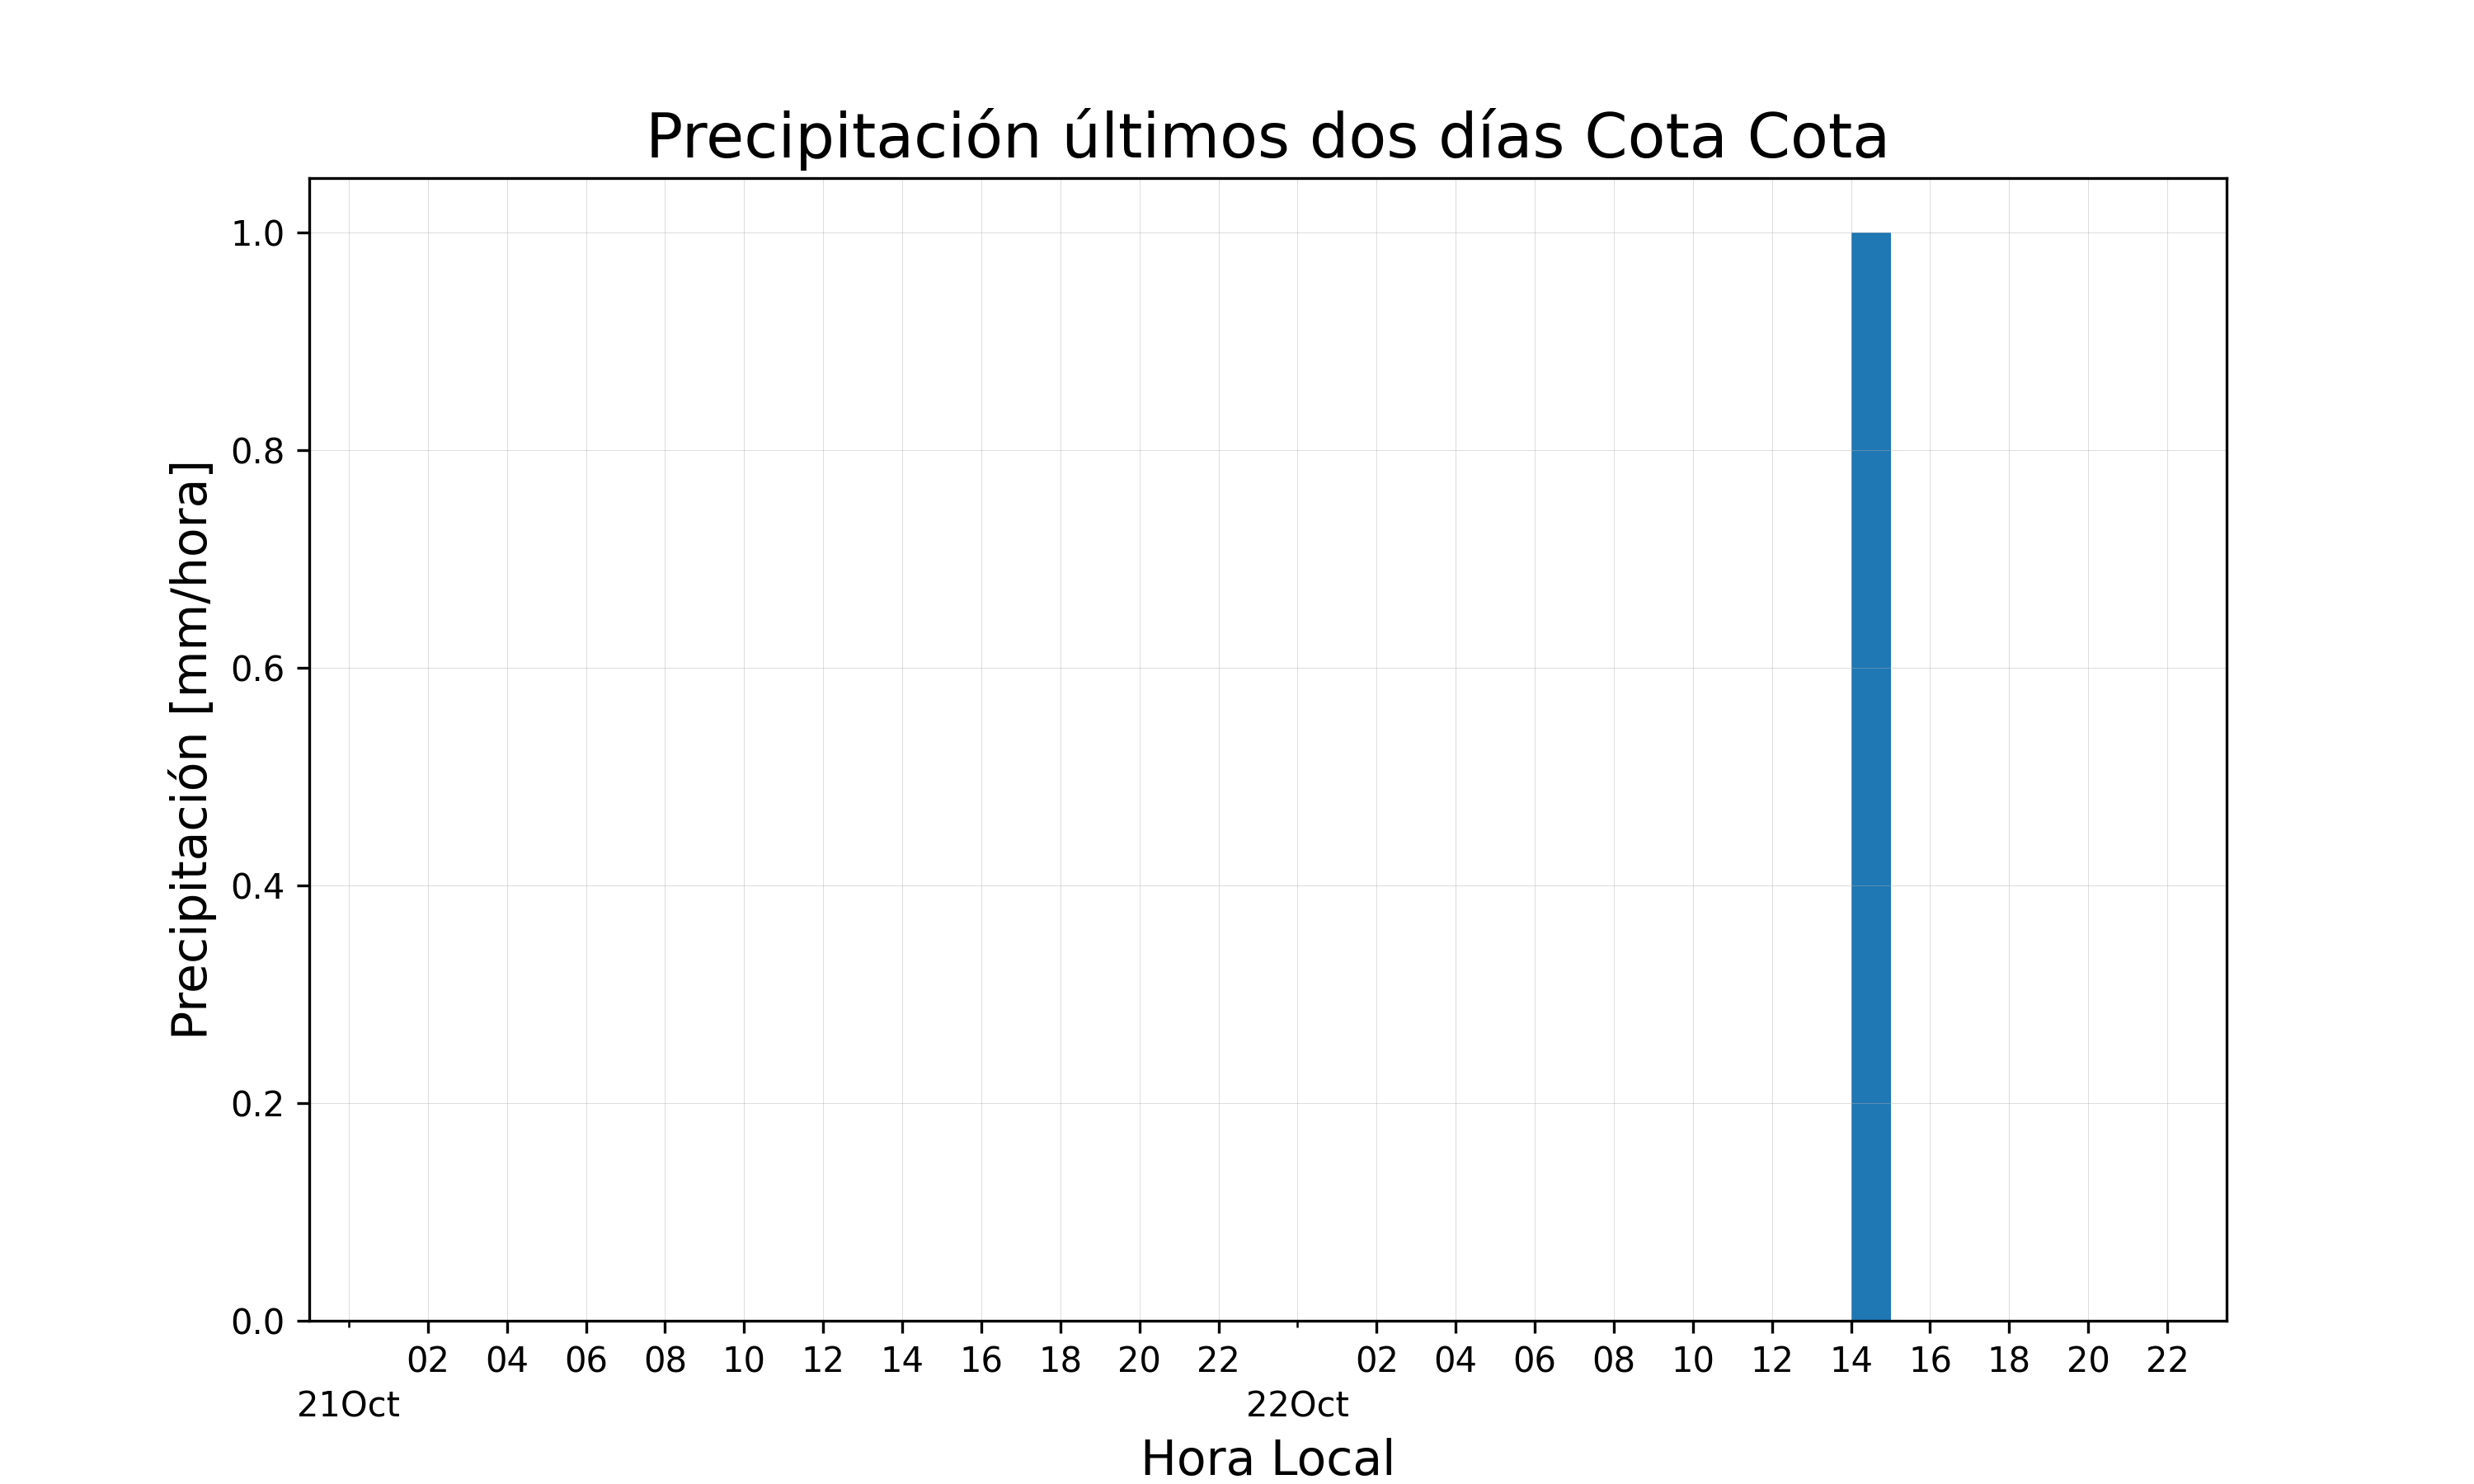 Precipitación últimos dos días Cota Cota
Precipitación [mm/hora]
1.0
0.8
0.6
0.4
0.2
0.0
02 04 06 08 10 12 14 16 18 20 22 02 04 06 08 10 12 14 16 18 20 22
21Oct 22Oct
Hora Local